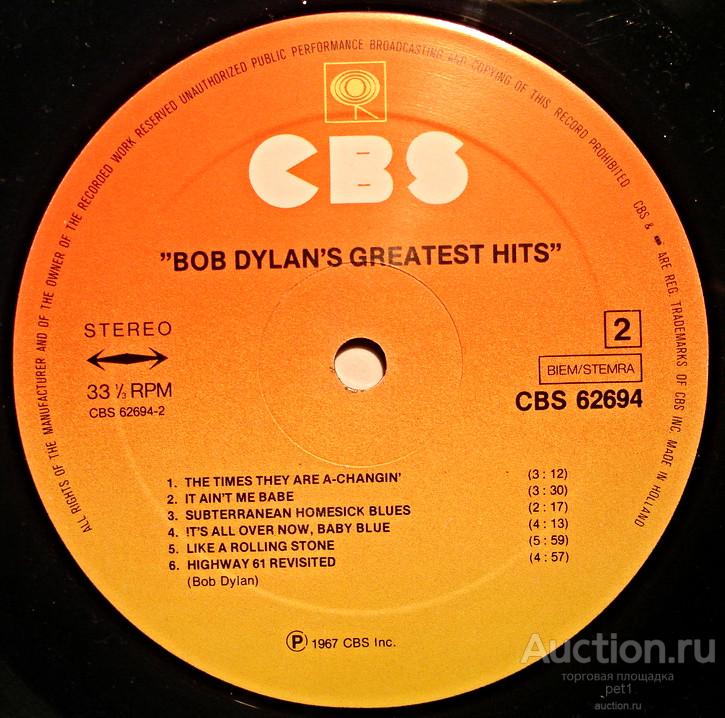 ALL RIGHTS OF THE MANUFACTURER AND OF THE OWNER OF THE RECORDED WORK RESERVED UNAUTHORIZED PUBLIC PERFORMANCE BROADCASTING AND COPYING OF THIS RECORD PROHIBITED CBS & ARE REG. TRADEMARKS OF CBS INC. MADE IN HOLLAND
CBS
"BOB DYLAN'S GREATEST HITS"
STEREO
33 ⅓ RPM
CBS 62694-2
2
BIEM/STEMRA
CBS 62694
1. THE TIMES THEY ARE A-CHANGIN' (3 : 12)
2. IT AIN'T ME BABE (3 : 30)
3. SUBTERRANEAN HOMESICK BLUES (2 : 17)
4. IT'S ALL OVER NOW, BABY BLUE (4 : 13)
5. LIKE A ROLLING STONE (5 : 59)
6. HIGHWAY 61 REVISITED (4 : 57)
(Bob Dylan)
Ⓟ 1967 CBS Inc.
Auction.ru
торговая площадка
pet1
auction.ru